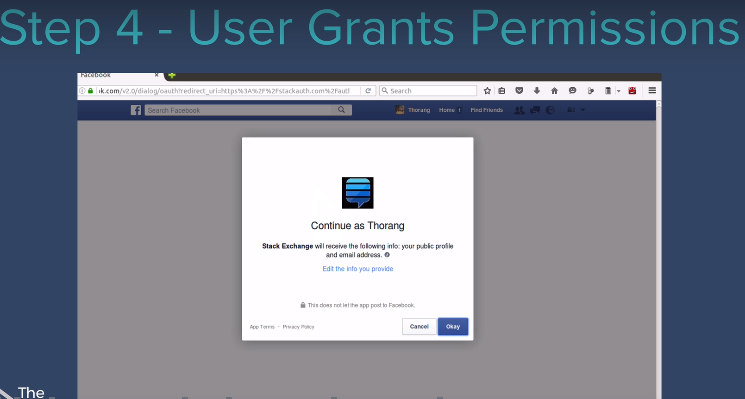 Step 4 - User Grants Permissions
Facebook
k.com/v2.0/dialog/oauth?redirect_uri=https%3A%2F%2Fstackauth.com%2Fautl
Search
Search Facebook
Thorang Home Find Friends
Continue as Thorang
Stack Exchange will receive the following info: your public profile
and email address.
Edit the info you provide
This does not let the app post to Facebook.
App Terms · Privacy Policy
Cancel Okay
The